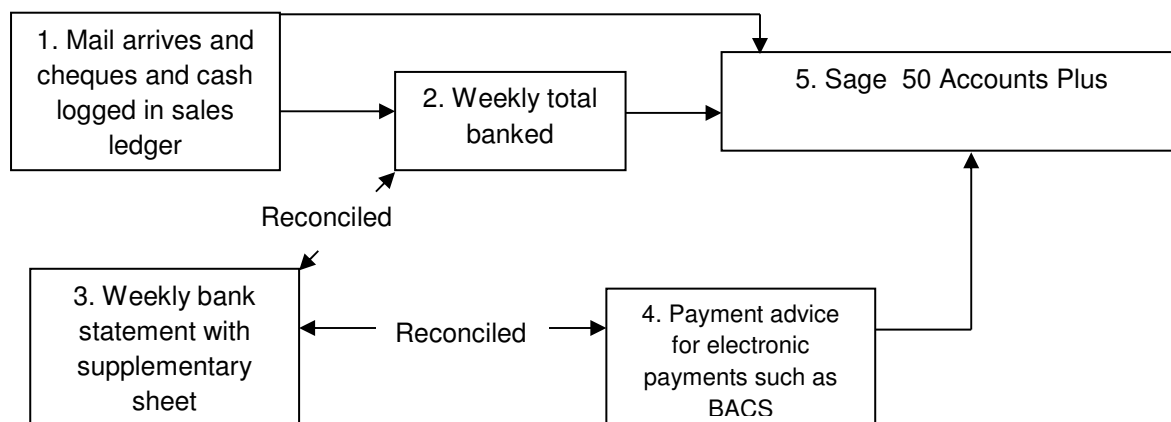 1. Mail arrives and
cheques and cash
logged in sales
ledger
2. Weekly total
banked
5. Sage  50 Accounts Plus
Reconciled
3. Weekly bank
statement with
supplementary
sheet
Reconciled
4. Payment advice
for electronic
payments such as
BACS